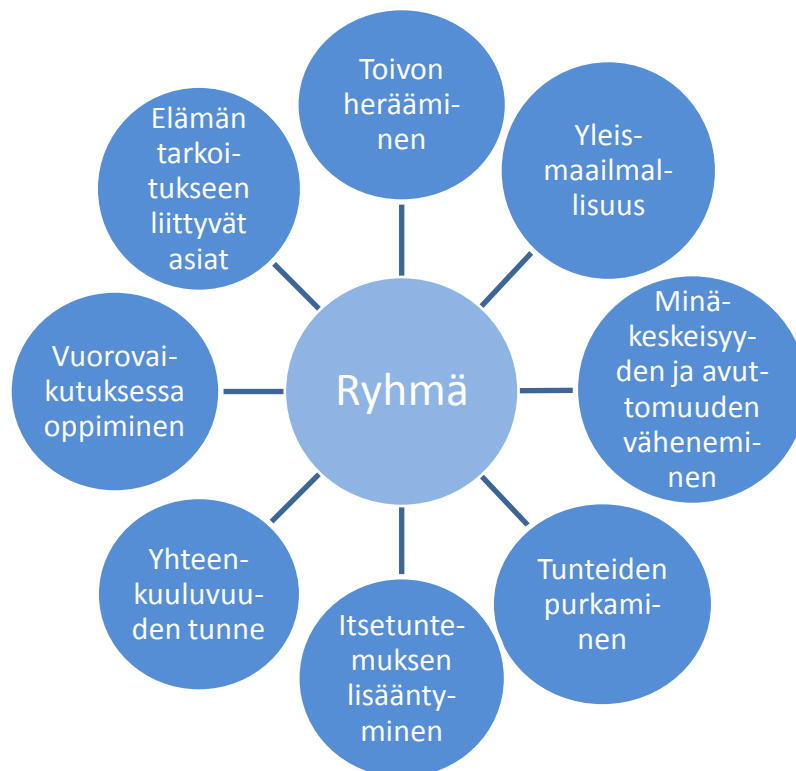 Toivon
heräämi-
nen
Yleis-
maailmal-
lisuus
Minä-
keskeisyy-
den ja avut-
tomuuden
vähenemi-
nen
Tunteiden
purkami-
nen
Itsetunte-
muksen
lisäänty-
minen
Yhteen-
kuuluvuu-
den tunne
Vuorovai-
kutuksessa
oppiminen
Elämän
tarkoi-
tukseen
liittyvät
asiat
Ryhmä